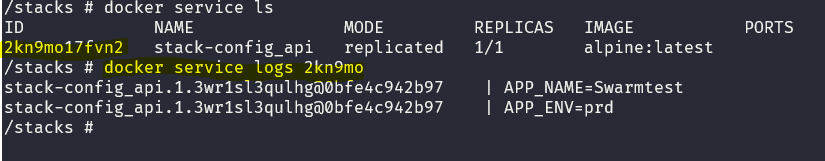 /stacks # docker service ls
ID             NAME               MODE         REPLICAS   IMAGE           PORTS
2kn9mo17fvn2   stack-config_api   replicated   1/1        alpine:latest
/stacks # docker service logs 2kn9mo
stack-config_api.1.3wr1sl3qulhg@0bfe4c942b97    | APP_NAME=Swarmtest
stack-config_api.1.3wr1sl3qulhg@0bfe4c942b97    | APP_ENV=prd
/stacks #